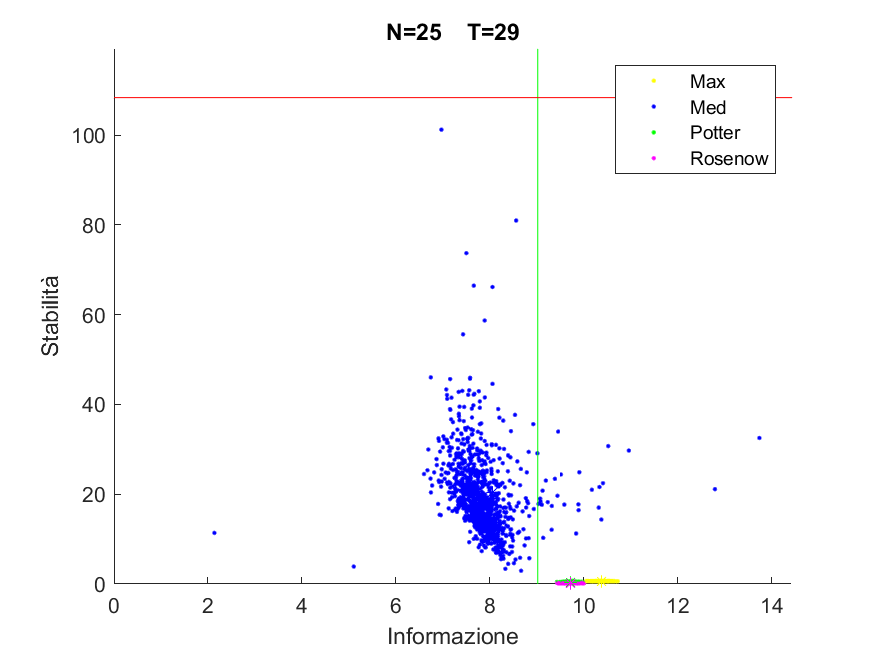 N=25 T=29
Max
Med
Potter
Rosenow
100
80
60
40
20
0
Stabilità
0 2 4 6 8 10 12 14
Informazione